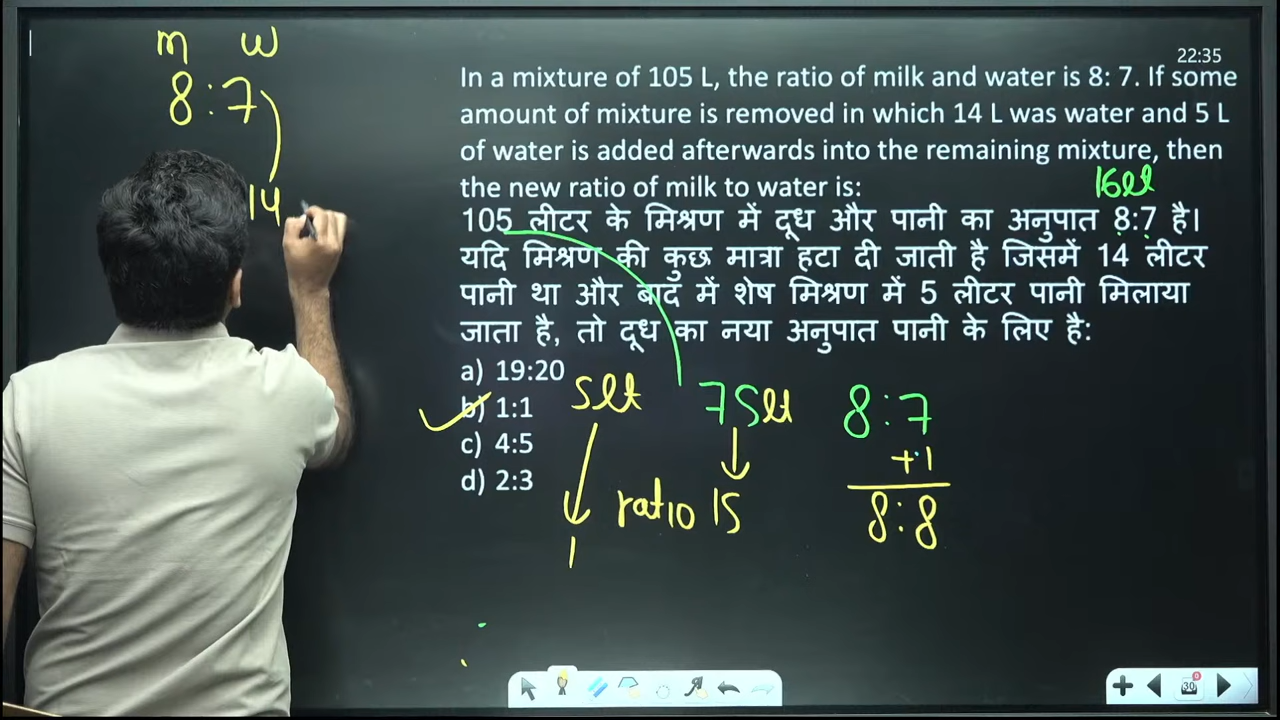 m w
8:7
14
22:35
In a mixture of 105 L, the ratio of milk and water is 8: 7. If some
amount of mixture is removed in which 14 L was water and 5 L
of water is added afterwards into the remaining mixture, then
the new ratio of milk to water is:
16lt
105 लीटर के मिश्रण में दूध और पानी का अनुपात 8:7 है।
यदि मिश्रण की कुछ मात्रा हटा दी जाती है जिसमें 14 लीटर
पानी था और बाद में शेष मिश्रण में 5 लीटर पानी मिलाया
जाता है, तो दूध का नया अनुपात पानी के लिए है:
a) 19:20
b) 1:1
c) 4:5
d) 2:3
5lt 75lt 8:7
+1
ratio 15 8:8
1
30